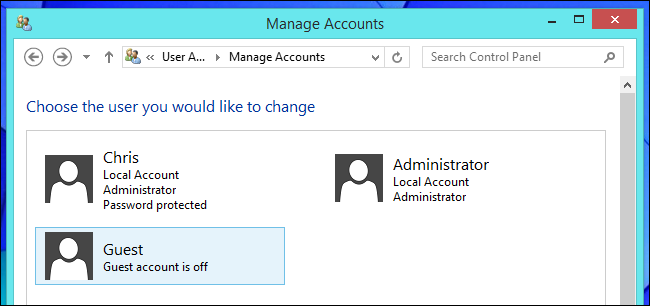 Manage Accounts
« User A... Manage Accounts
Search Control Panel
Choose the user you would like to change
Chris
Local Account
Administrator
Password protected
Administrator
Local Account
Administrator
Guest
Guest account is off